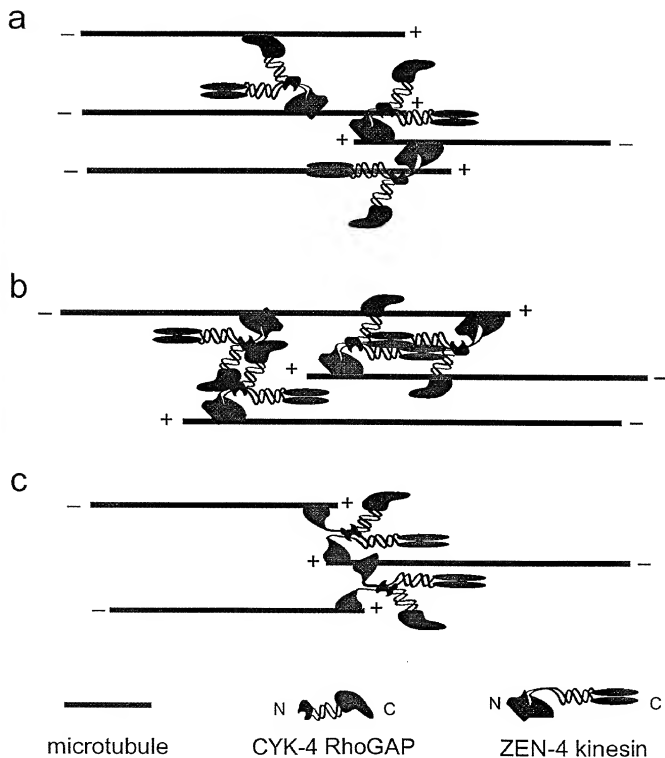 a
− +
− +
+ −
− +
b
− +
+ −
+ −
c
− +
+ −
− +
N C N C
microtubule CYK-4 RhoGAP ZEN-4 kinesin